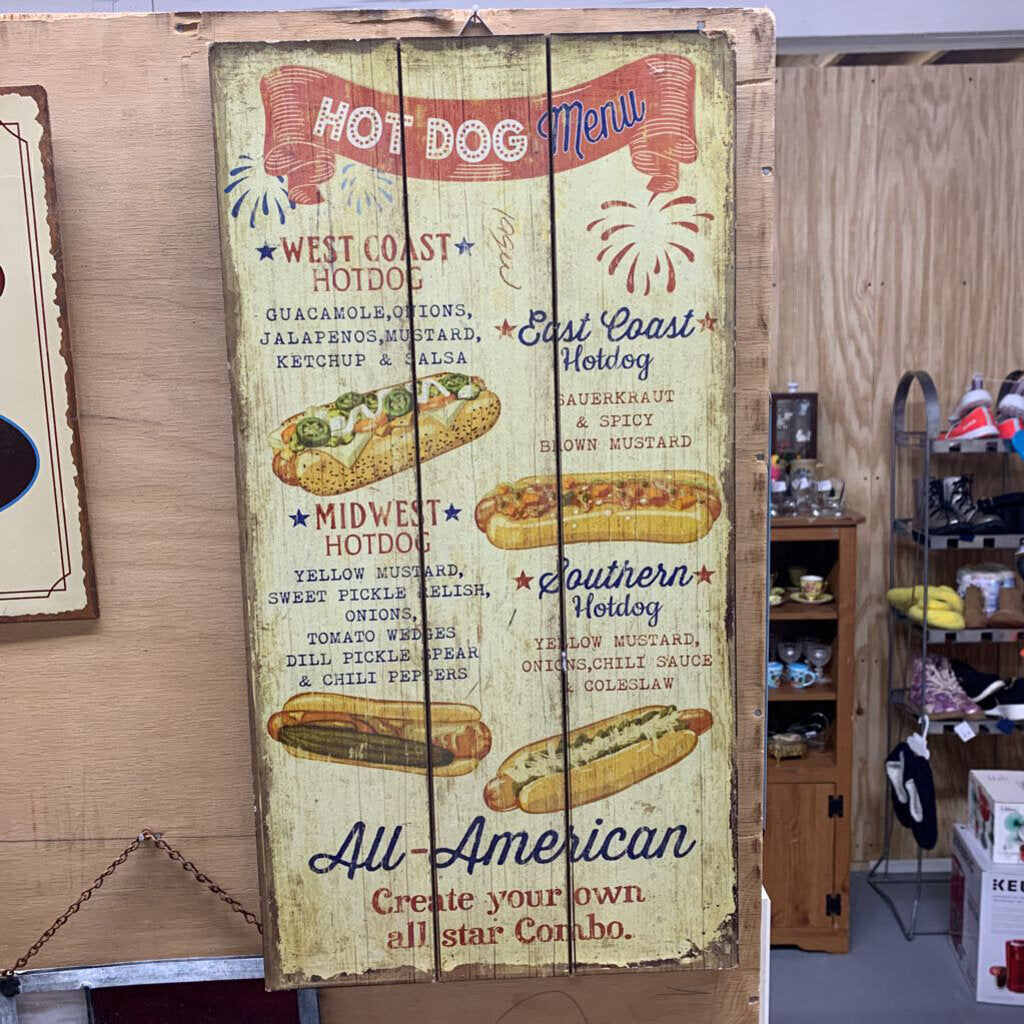 HOT DOG Menu
WEST COAST
HOTDOG
GUACAMOLE,ONIONS,
JALAPENOS,MUSTARD,
KETCHUP & SALSA
East Coast
Hotdog
SAUERKRAUT
& SPICY
BROWN MUSTARD
MIDWEST
HOTDOG
YELLOW MUSTARD,
SWEET PICKLE RELISH,
ONIONS,
TOMATO WEDGES
DILL PICKLE SPEAR
& CHILI PEPPERS
Southern
Hotdog
YELLOW MUSTARD,
ONIONS,CHILI SAUCE
& COLESLAW
All-American
Create your own
all star Combo.
KEU